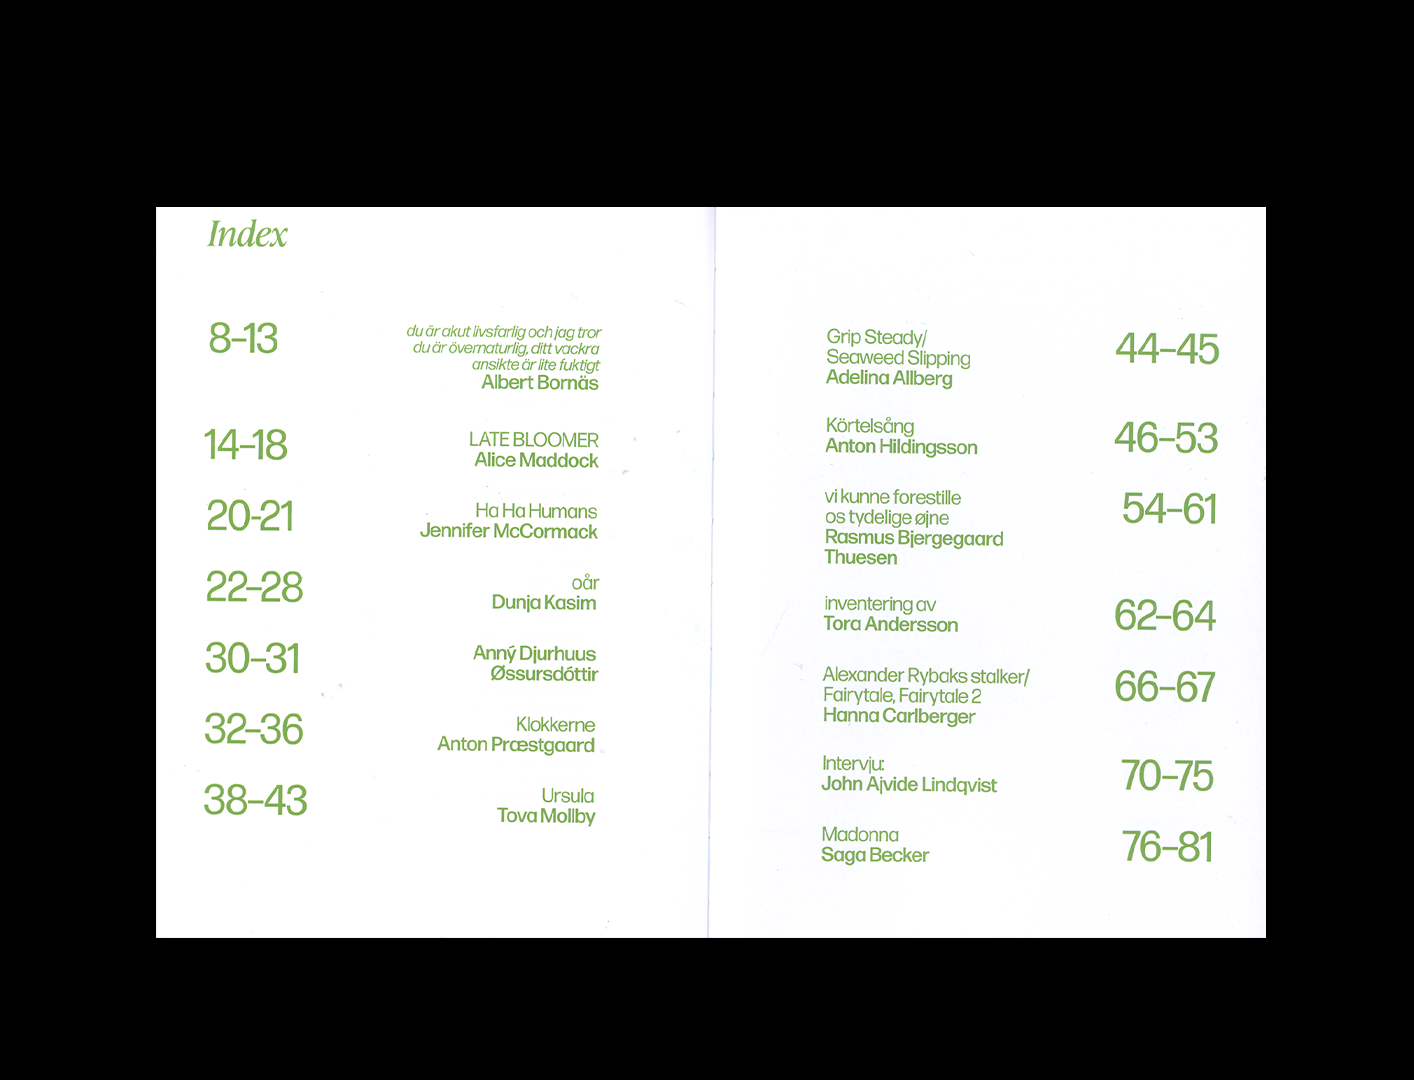 Index
8–13
du är akut livsfarlig och jag tror
du är övernaturlig, ditt vackra
ansikte är lite fuktigt
Albert Bornäs
14–18
LATE BLOOMER
Alice Maddock
20-21
Ha Ha Humans
Jennifer McCormack
22–28
oår
Dunja Kasim
30–31
Anný Djurhuus
Øssursdóttir
32–36
Klokkerne
Anton Præstgaard
38–43
Ursula
Tova Mollby
Grip Steady/
Seaweed Slipping
Adelina Allberg
44–45
Körtelsång
Anton Hildingsson
46–53
vi kunne forestille
os tydelige øjne
Rasmus Bjergegaard
Thuesen
54–61
inventering av
Tora Andersson
62–64
Alexander Rybaks stalker/
Fairytale, Fairytale 2
Hanna Carlberger
66–67
Intervju:
John Ajvide Lindqvist
70–75
Madonna
Saga Becker
76–81